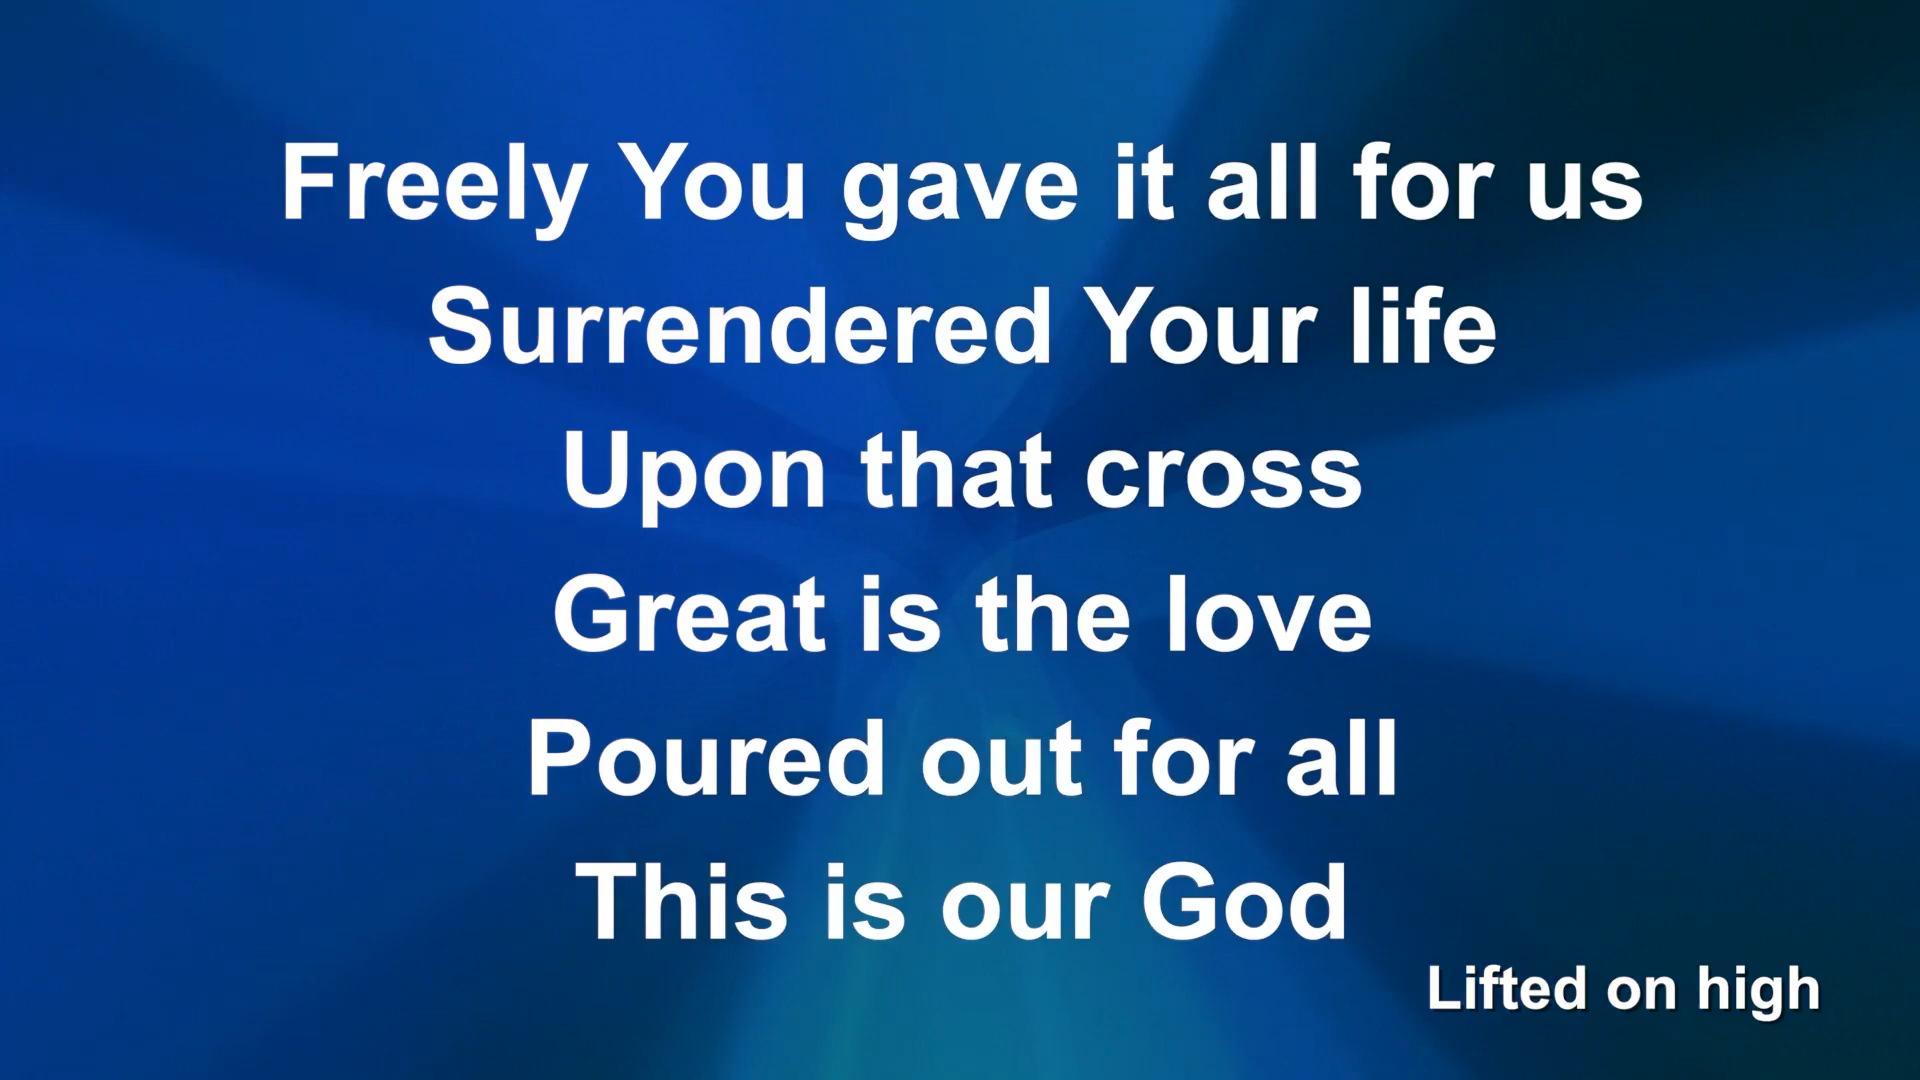 Freely You gave it all for us
Surrendered Your life
Upon that cross
Great is the love
Poured out for all
This is our God
Lifted on high